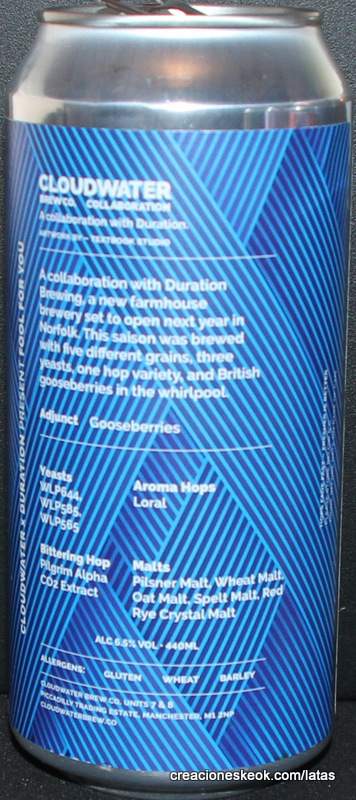 CLOUDWATER
BREW CO. COLLABORATION
A collaboration with Duration.
ARTWORK BY – TEXTBOOK STUDIO
A collaboration with Duration
Brewing, a new farmhouse
brewery set to open next year in
Norfolk. This saison was brewed
with five different grains, three
yeasts, one hop variety, and British
gooseberries in the whirlpool.
Adjunct Gooseberries
Yeasts
WLP644,
WLP585,
WLP565
Aroma Hops
Loral
Bittering Hop
Pilgrim Alpha
CO2 Extract
Malts
Pilsner Malt, Wheat Malt,
Oat Malt, Spelt Malt, Red
Rye Crystal Malt
ALC 6.5% VOL · 440ML
ALLERGENS: GLUTEN WHEAT BARLEY
CLOUDWATER BREW CO. UNITS 7 & 8
PICCADILLY TRADING ESTATE, MANCHESTER, M1 2NP
CLOUDWATERBREW.CO
CLOUDWATER X DURATION PRESENT FOOL FOR YOU
creacioneskeok.com/latas